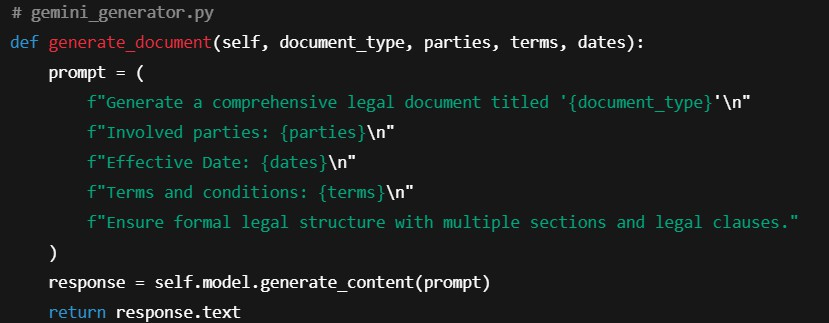 # gemini_generator.py
def generate_document(self, document_type, parties, terms, dates):
    prompt = (
        f"Generate a comprehensive legal document titled '{document_type}'\n"
        f"Involved parties: {parties}\n"
        f"Effective Date: {dates}\n"
        f"Terms and conditions: {terms}\n"
        f"Ensure formal legal structure with multiple sections and legal clauses."
    )
    response = self.model.generate_content(prompt)
    return response.text